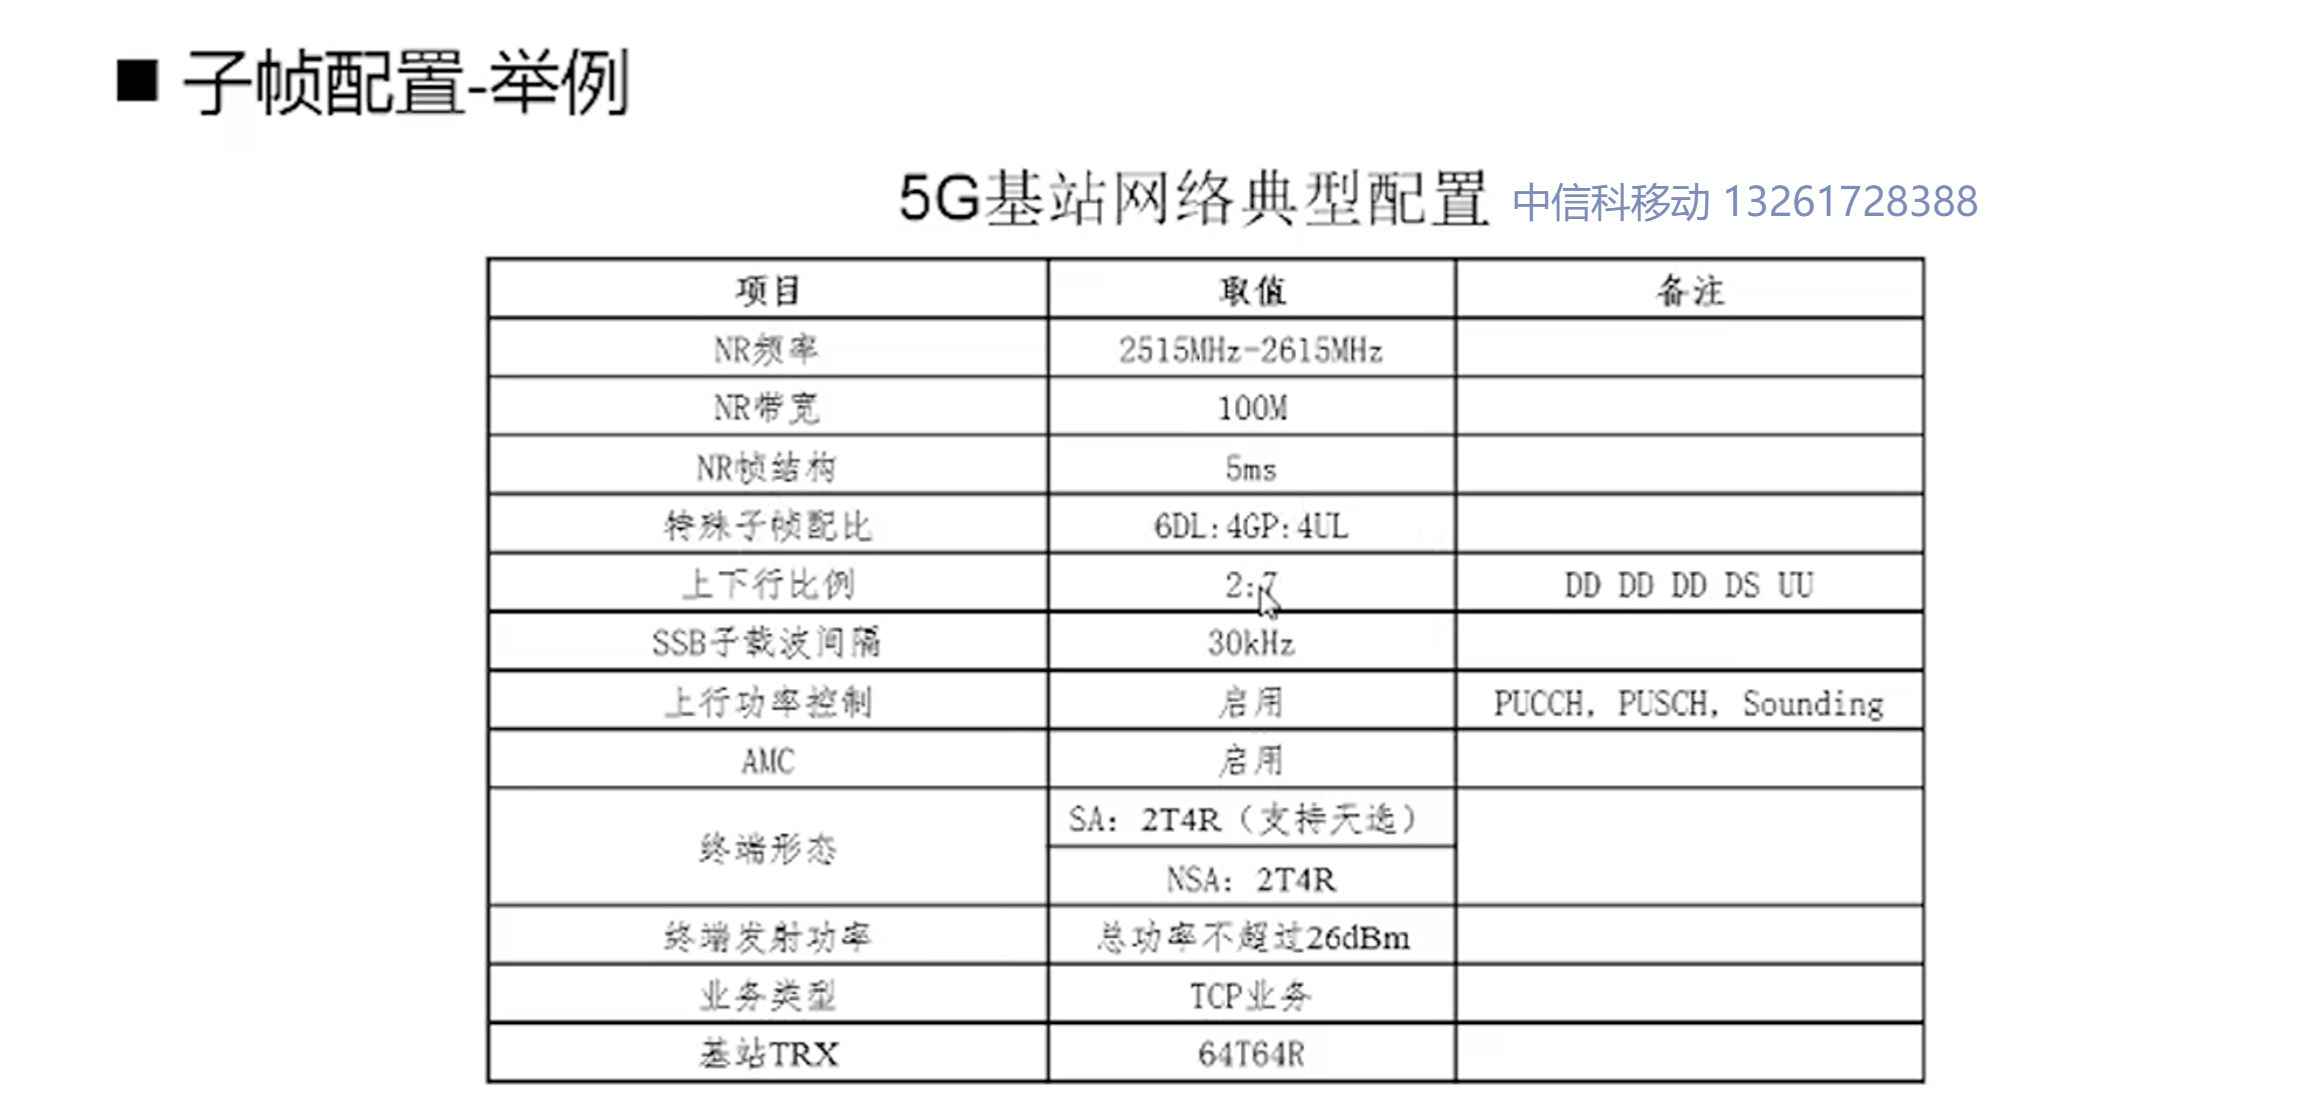 ■ 子帧配置-举例
5G基站网络典型配置 中信科移动 13261728388
项目 取值 备注
NR频率 2515MHz-2615MHz
NR带宽 100M
NR帧结构 5ms
特殊子帧配比 6DL:4GP:4UL
上下行比例 2:7 DD DD DD DS UU
SSB子载波间隔 30kHz
上行功率控制 启用 PUCCH, PUSCH, Sounding
AMC 启用
终端形态 SA: 2T4R（支持天选）
NSA: 2T4R
终端发射功率 总功率不超过26dBm
业务类型 TCP业务
基站TRX 64T64R